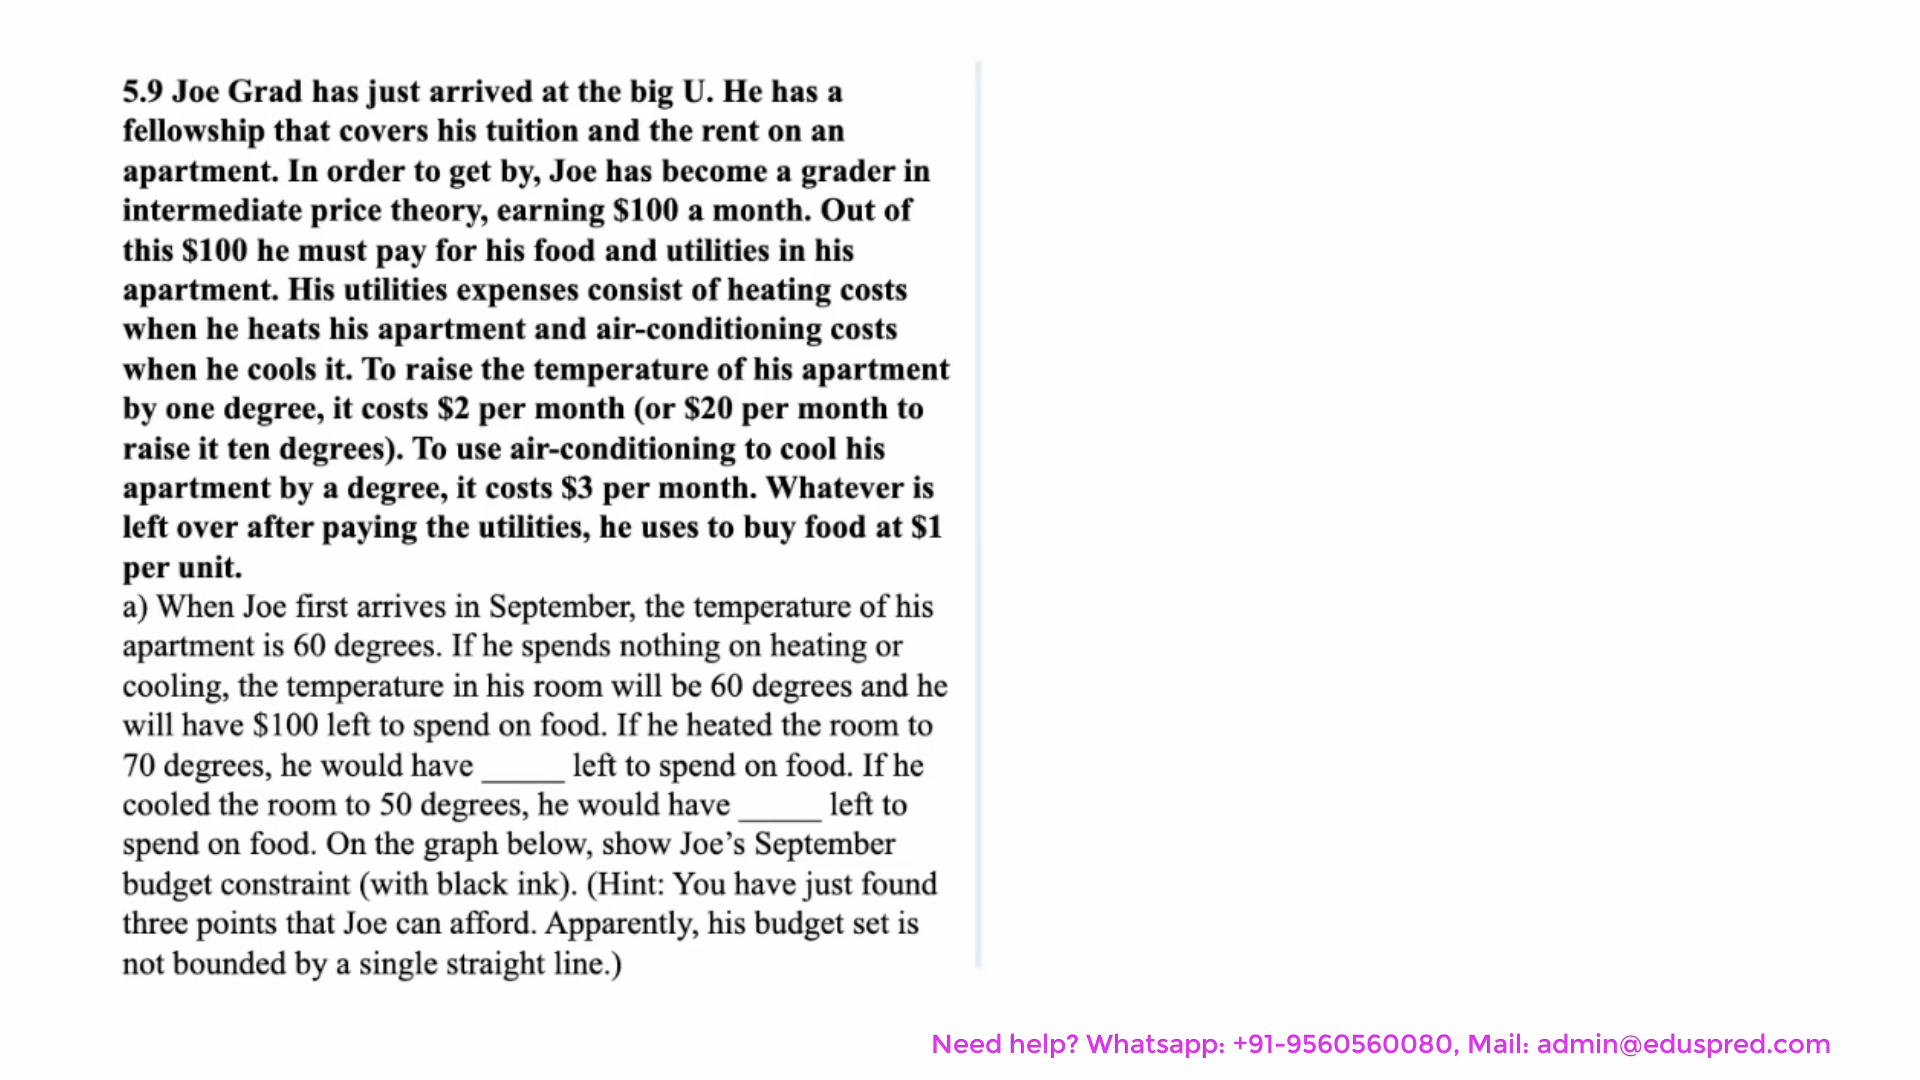 5.9 Joe Grad has just arrived at the big U. He has a
fellowship that covers his tuition and the rent on an
apartment. In order to get by, Joe has become a grader in
intermediate price theory, earning $100 a month. Out of
this $100 he must pay for his food and utilities in his
apartment. His utilities expenses consist of heating costs
when he heats his apartment and air-conditioning costs
when he cools it. To raise the temperature of his apartment
by one degree, it costs $2 per month (or $20 per month to
raise it ten degrees). To use air-conditioning to cool his
apartment by a degree, it costs $3 per month. Whatever is
left over after paying the utilities, he uses to buy food at $1
per unit.
a) When Joe first arrives in September, the temperature of his
apartment is 60 degrees. If he spends nothing on heating or
cooling, the temperature in his room will be 60 degrees and he
will have $100 left to spend on food. If he heated the room to
70 degrees, he would have _____ left to spend on food. If he
cooled the room to 50 degrees, he would have _____ left to
spend on food. On the graph below, show Joe’s September
budget constraint (with black ink). (Hint: You have just found
three points that Joe can afford. Apparently, his budget set is
not bounded by a single straight line.)
Need help? Whatsapp: +91-9560560080, Mail: admin@eduspred.com